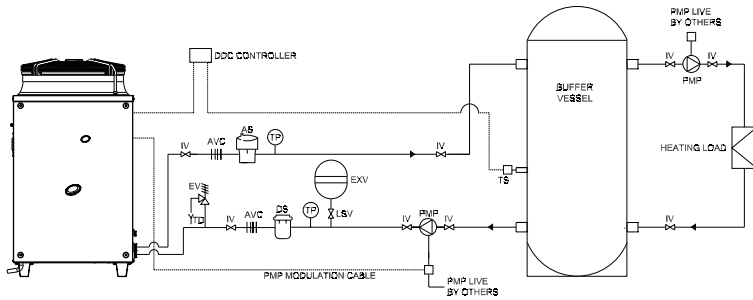 PMP LIVE
BY OTHERS
DDC CONTROLLER
IV
IV
PMP
BUFFER
VESSEL
AS
AVC
TP
IV
IV
HEATING LOAD
EXV
TS
EV
TD
AVC
DS
TP
LSV
IV
IV
PMP
IV
IV
PMP MODULATION CABLE
PMP LIVE
BY OTHERS